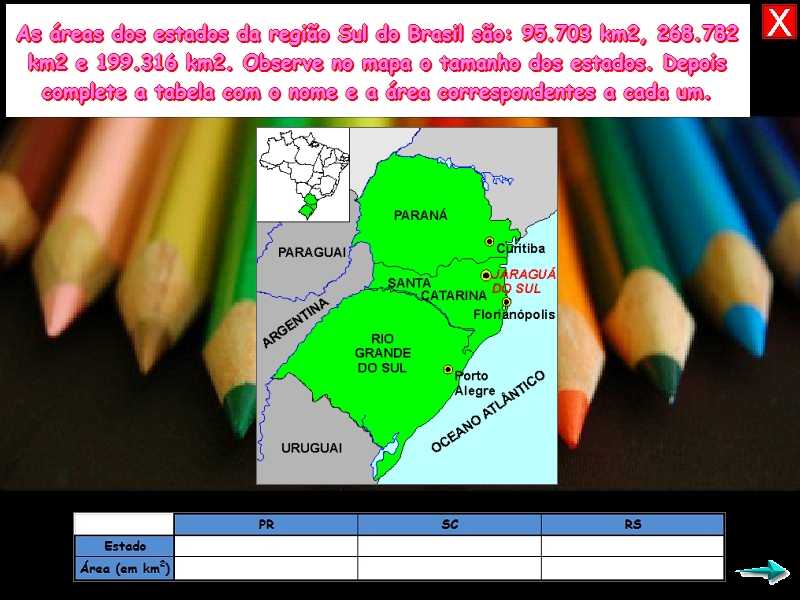 As áreas dos estados da região Sul do Brasil são: 95.703 km2, 268.782
km2 e 199.316 km2. Observe no mapa o tamanho dos estados. Depois
complete a tabela com o nome e a área correspondentes a cada um.
X
PARANÁ
Curitiba
PARAGUAI
JARAGUÁ
DO SUL
SANTA
CATARINA
Florianópolis
ARGENTINA
RIO
GRANDE
DO SUL
Porto
Alegre
OCEANO ATLÂNTICO
URUGUAI
PR SC RS
Estado
Área (em km²)